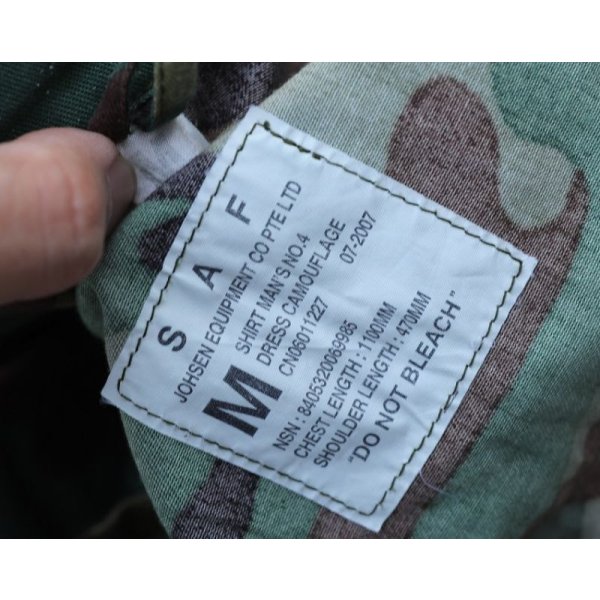 S A F
JOHSEN EQUIPMENT CO PTE LTD
M
SHIRT MAN'S NO.4
DRESS CAMOUFLAGE
CN06011227 07-2007
NSN : 8405320069985
CHEST LENGTH : 1100MM
SHOULDER LENGTH : 470MM
"DO NOT BLEACH"